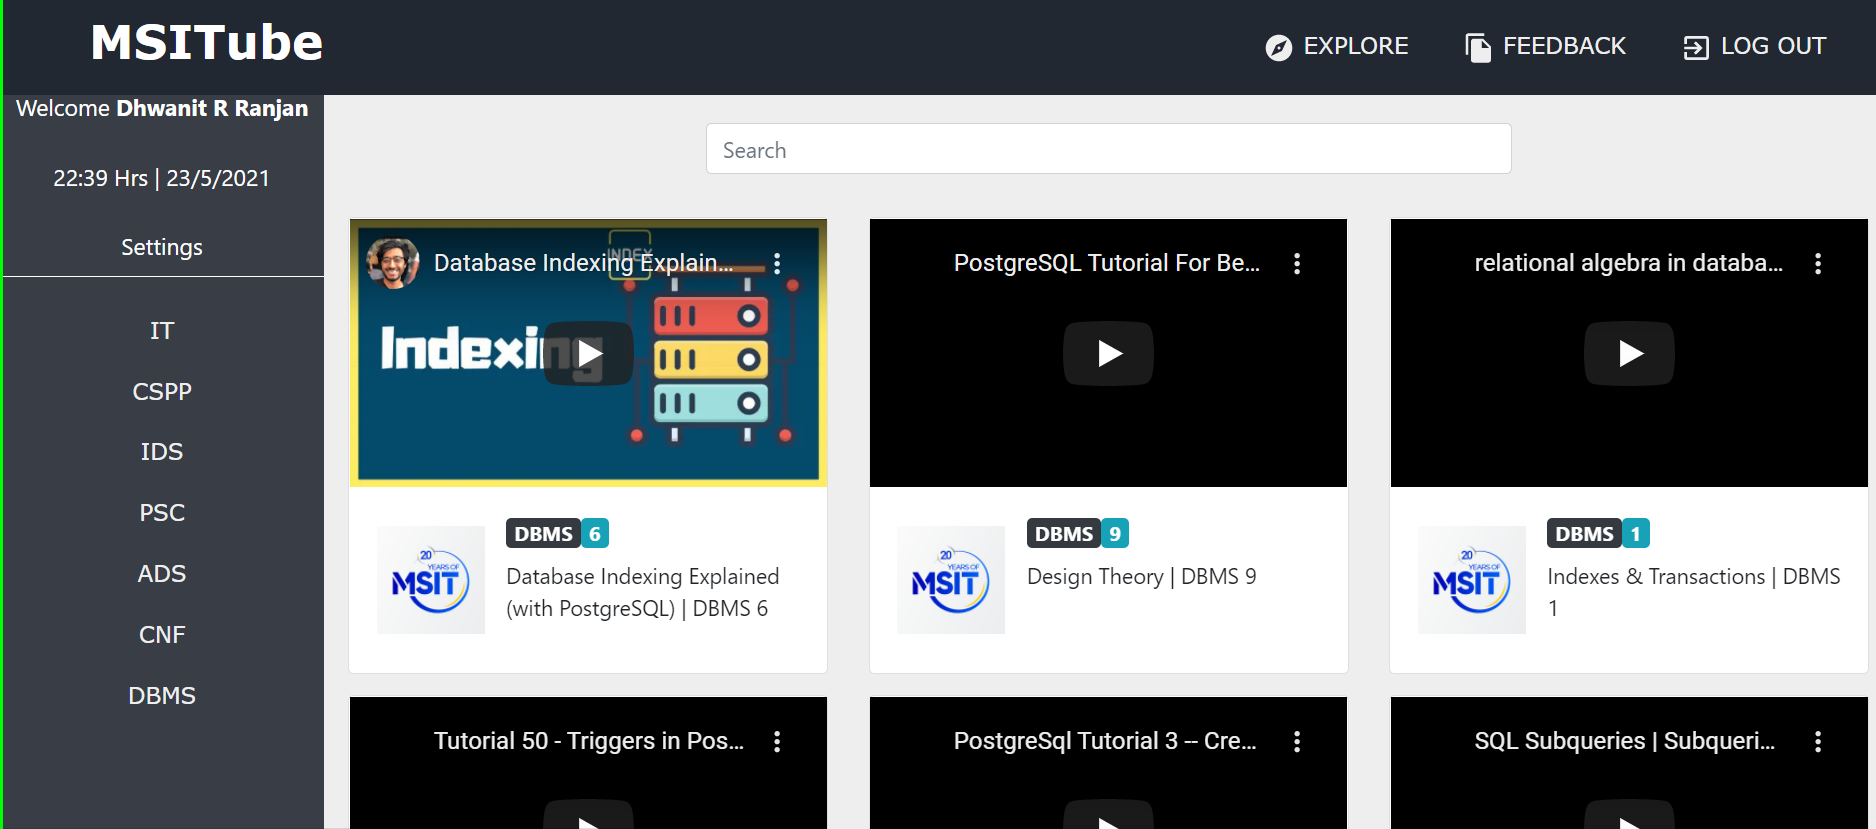 MSITube
EXPLORE
FEEDBACK
LOG OUT
Welcome Dhwanit R Ranjan
22:39 Hrs | 23/5/2021
Settings
IT
CSPP
IDS
PSC
ADS
CNF
DBMS
Search
Database Indexing Explain...
INDEX
Indexing
DBMS 6
20
YEARS OF
MSIT
Database Indexing Explained
(with PostgreSQL) | DBMS 6
PostgreSQL Tutorial For Be...
DBMS 9
20
YEARS OF
MSIT
Design Theory | DBMS 9
relational algebra in databa...
DBMS 1
20
YEARS OF
MSIT
Indexes & Transactions | DBMS
1
Tutorial 50 - Triggers in Pos...
PostgreSql Tutorial 3 -- Cre...
SQL Subqueries | Subqueri...